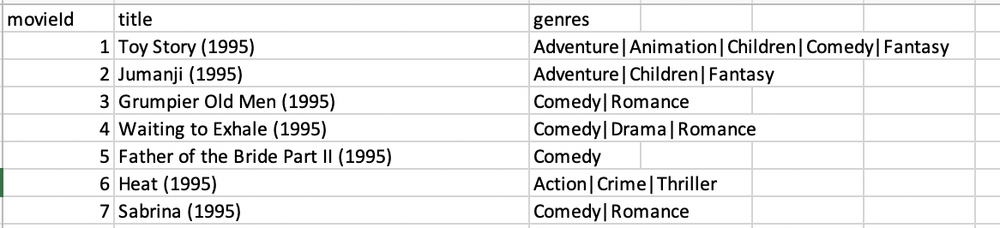 movieId title genres
1 Toy Story (1995) Adventure|Animation|Children|Comedy|Fantasy
2 Jumanji (1995) Adventure|Children|Fantasy
3 Grumpier Old Men (1995) Comedy|Romance
4 Waiting to Exhale (1995) Comedy|Drama|Romance
5 Father of the Bride Part II (1995) Comedy
6 Heat (1995) Action|Crime|Thriller
7 Sabrina (1995) Comedy|Romance